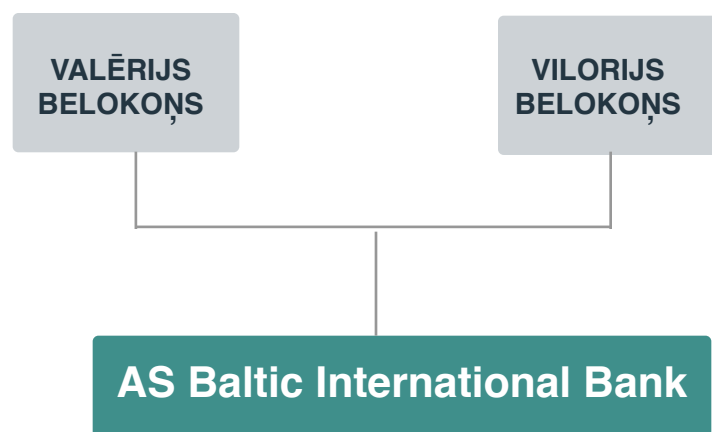 VALĒRIJS
BELOKOŅS
VILORIJS
BELOKOŅS
AS Baltic International Bank